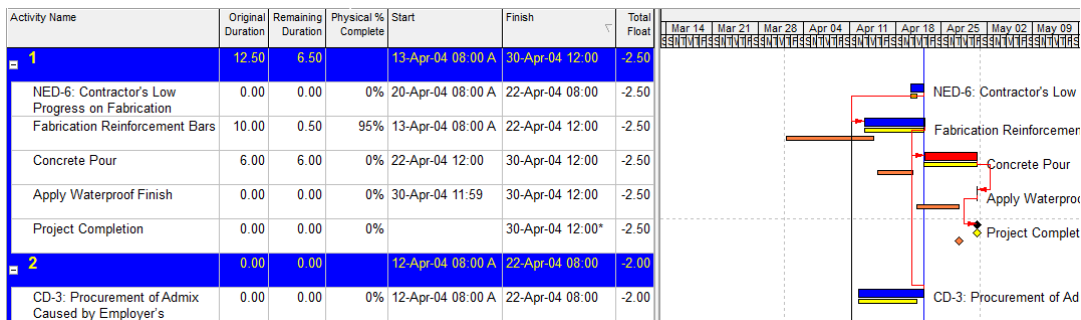 Activity Name Original Remaining Physical % Start Finish Total
Duration Duration Complete Float
Mar 14 Mar 21 Mar 28 Apr 04 Apr 11 Apr 18 Apr 25 May 02 May 09
1 12.50 6.50 13-Apr-04 08:00 A 30-Apr-04 12:00 -2.50
NED-6: Contractor's Low 0.00 0.00 0% 20-Apr-04 08:00 A 22-Apr-04 08:00 -2.50 NED-6: Contractor's Low
Progress on Fabrication
Fabrication Reinforcement Bars 10.00 0.50 95% 13-Apr-04 08:00 A 22-Apr-04 12:00 -2.50 Fabrication Reinforcemen
Concrete Pour 6.00 6.00 0% 22-Apr-04 12:00 30-Apr-04 12:00 -2.50 Concrete Pour
Apply Waterproof Finish 0.00 0.00 0% 30-Apr-04 11:59 30-Apr-04 12:00 -2.50 Apply Waterproo
Project Completion 0.00 0.00 0% 30-Apr-04 12:00* -2.50 Project Complet
2 0.00 0.00 12-Apr-04 08:00 A 22-Apr-04 08:00 -2.00
CD-3: Procurement of Admix 0.00 0.00 0% 12-Apr-04 08:00 A 22-Apr-04 08:00 -2.00 CD-3: Procurement of Ad
Caused by Employer's